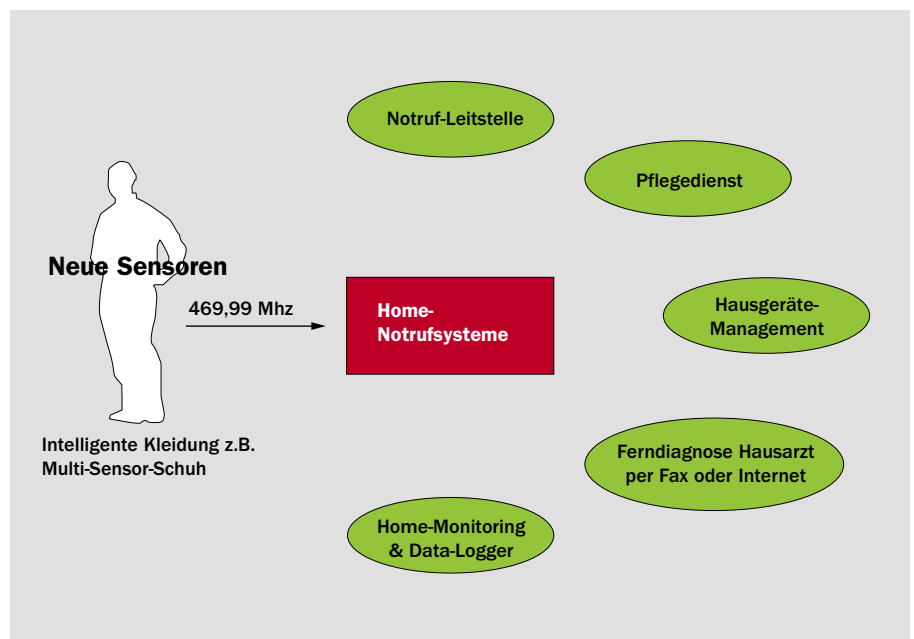 Notruf-Leitstelle
Pflegedienst
Neue Sensoren
469,99 Mhz
Home-
Notrufsysteme
Hausgeräte-
Management
Intelligente Kleidung z.B.
Multi-Sensor-Schuh
Ferndiagnose Hausarzt
per Fax oder Internet
Home-Monitoring
& Data-Logger